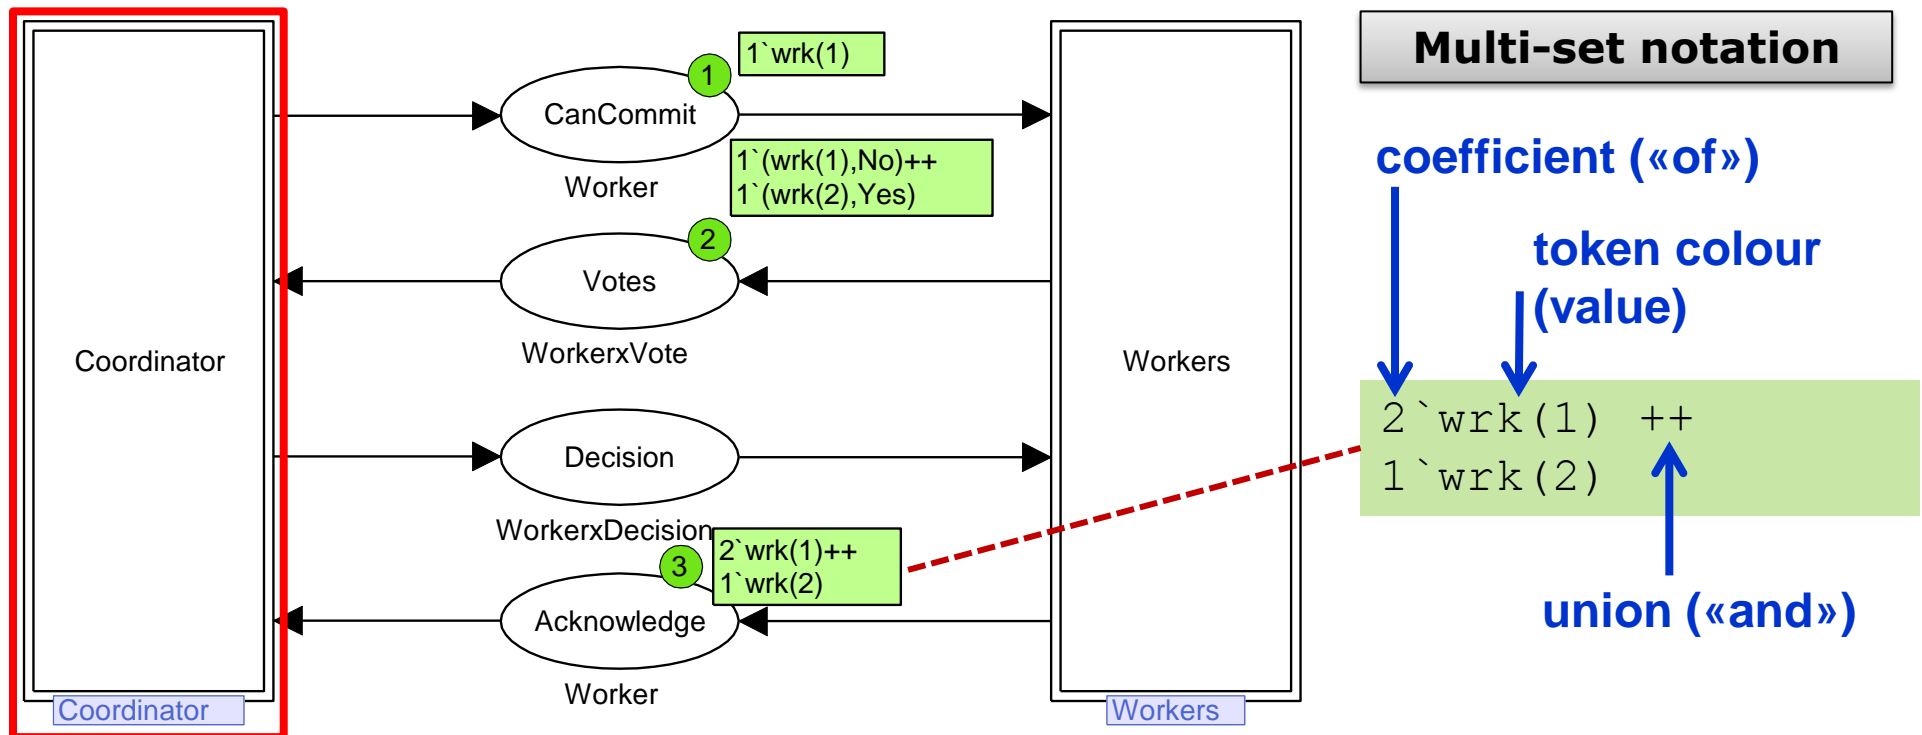 Coordinator
Coordinator
1`wrk(1)
1
CanCommit
Worker
1`(wrk(1),No)++
1`(wrk(2),Yes)
2
Votes
WorkerxVote
Decision
WorkerxDecision
2`wrk(1)++
1`wrk(2)
3
Acknowledge
Worker
Workers
Workers
Multi-set notation
coefficient («of»)
token colour
(value)
2`wrk(1) ++
1`wrk(2)
union («and»)